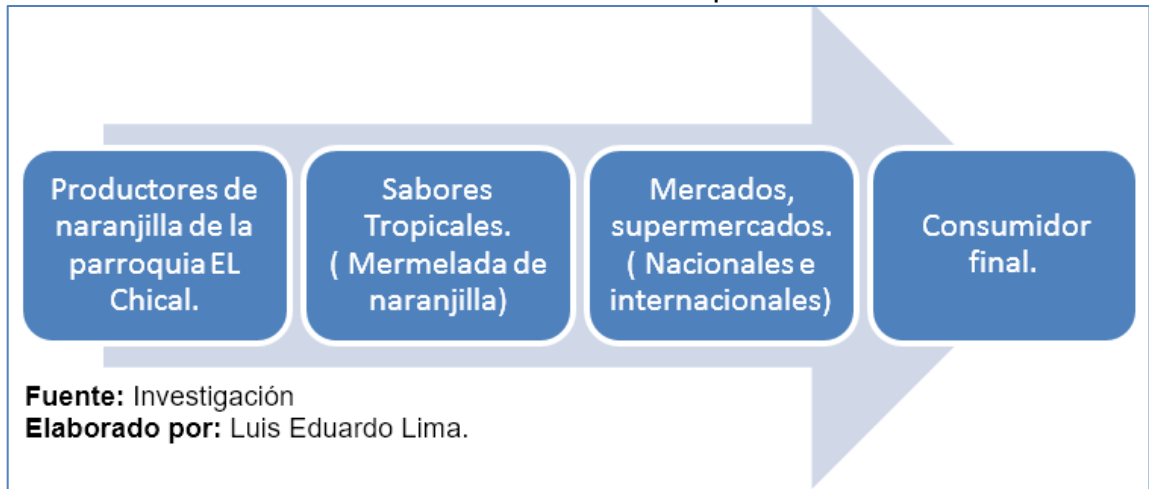 Productores de
naranjilla de la
parroquia EL
Chical.
Sabores
Tropicales.
( Mermelada de
naranjilla)
Mercados,
supermercados.
( Nacionales e
internacionales)
Consumidor
final.
Fuente: Investigación
Elaborado por: Luis Eduardo Lima.